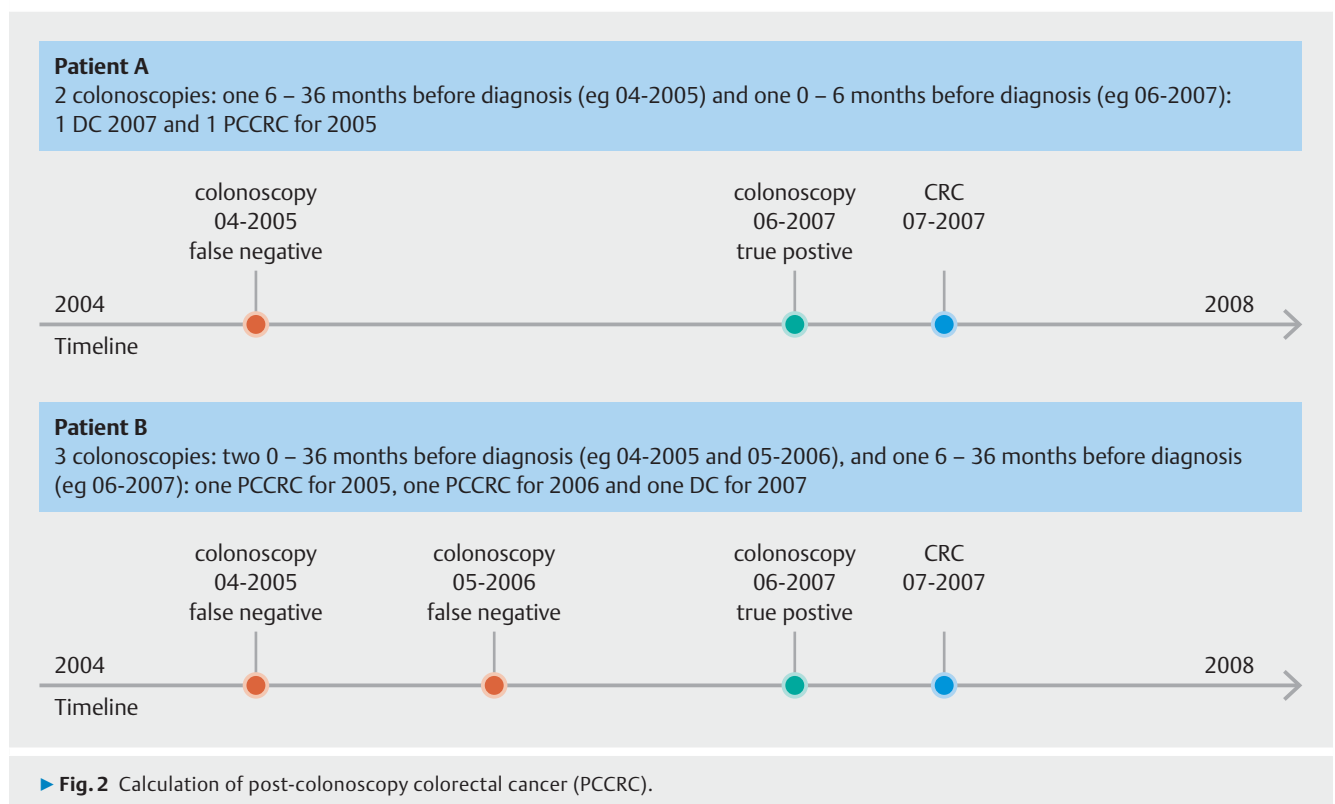 Patient A
2 colonoscopies: one 6 – 36 months before diagnosis (eg 04-2005) and one 0 – 6 months before diagnosis (eg 06-2007):
1 DC 2007 and 1 PCCRC for 2005
colonoscopy
04-2005
false negative
colonoscopy
06-2007
true postive
CRC
07-2007
2004
2008
Timeline
Patient B
3 colonoscopies: two 0 – 36 months before diagnosis (eg 04-2005 and 05-2006), and one 6 – 36 months before diagnosis
(eg 06-2007): one PCCRC for 2005, one PCCRC for 2006 and one DC for 2007
colonoscopy
04-2005
false negative
colonoscopy
05-2006
false negative
colonoscopy
06-2007
true postive
CRC
07-2007
2004
2008
Timeline
▶ Fig. 2 Calculation of post-colonoscopy colorectal cancer (PCCRC).